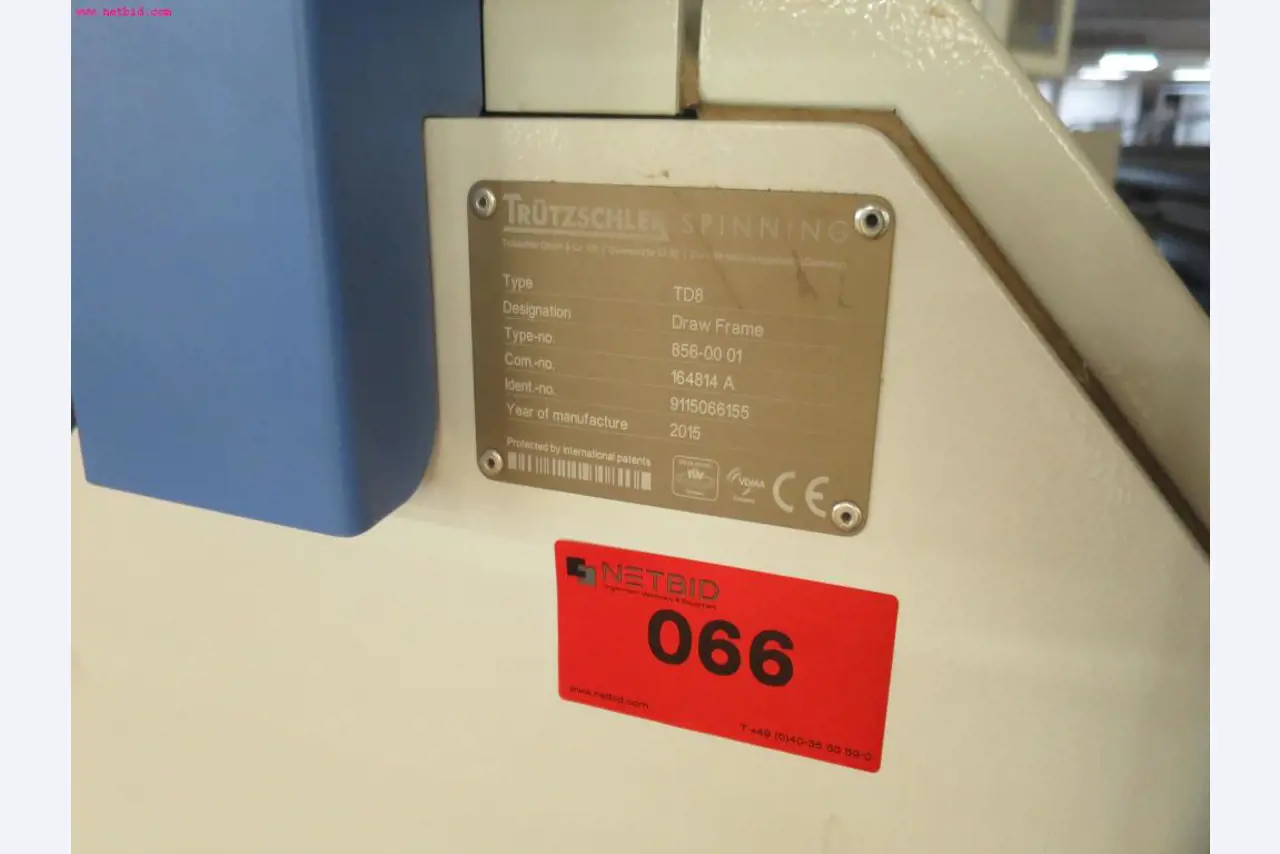 www.netbid.com
TRÜTZSCHLER SPINNING
Type TD8
Designation Draw Frame
Type-no. 856-00 01
Com.-no. 164814 A
Ident.-no. 9115066155
Year of manufacture 2015
Protected by international patents
TÜV
VDMA
CE
NETBID
066
www.netbid.com
T +49 (0)40-35 50 59-0